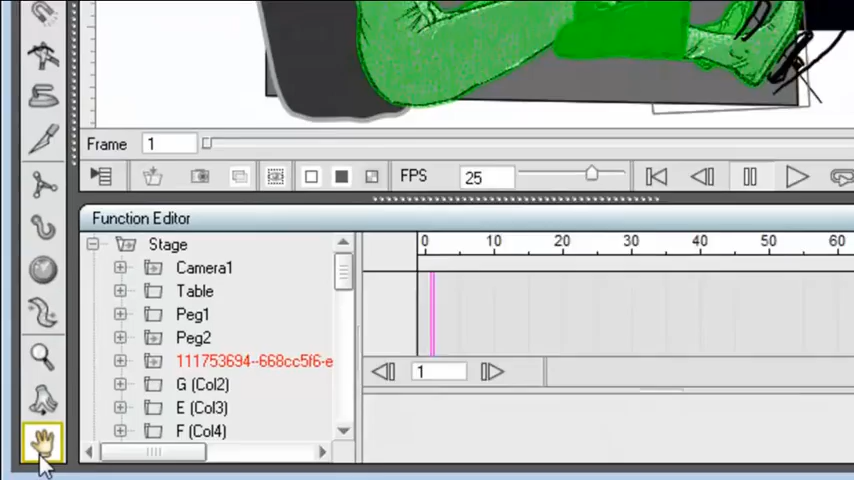 Frame 1
FPS 25
Function Editor
0 10 20 30 40 50 60
Stage
Camera1
Table
Peg1
Peg2
111753694--668cc5f6-e
1
G (Col2)
E (Col3)
F (Col4)